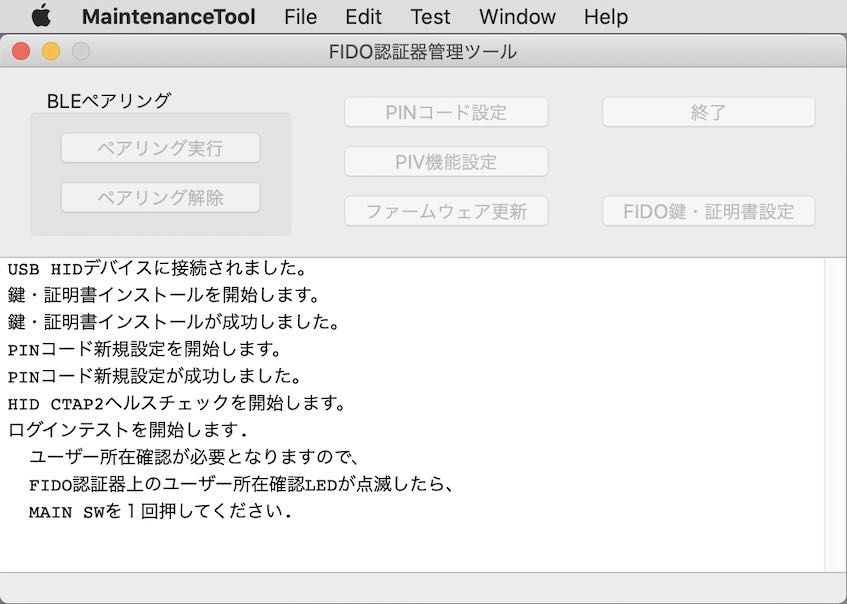 MaintenanceTool File Edit Test Window Help
FIDO認証器管理ツール
BLEペアリング
ペアリング実行
ペアリング解除
PINコード設定
PIV機能設定
ファームウェア更新
終了
FIDO鍵・証明書設定
USB HIDデバイスに接続されました。
鍵・証明書インストールを開始します。
鍵・証明書インストールが成功しました。
PINコード新規設定を開始します。
PINコード新規設定が成功しました。
HID CTAP2ヘルスチェックを開始します。
ログインテストを開始します.
ユーザー所在確認が必要となりますので、
FIDO認証器上のユーザー所在確認LEDが点滅したら、
MAIN SWを１回押してください.